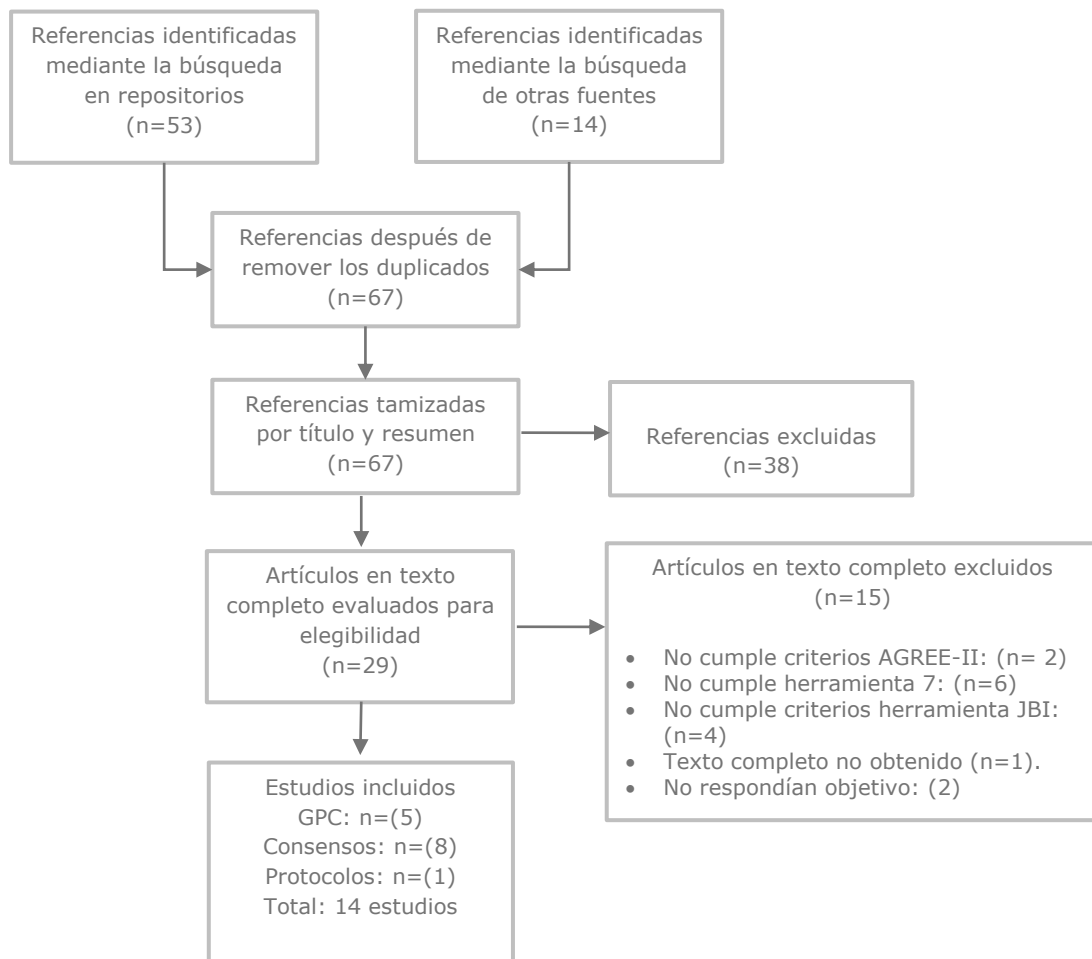 Referencias identificadas
mediante la búsqueda
en repositorios
(n=53)
Referencias identificadas
mediante la búsqueda
de otras fuentes
(n=14)
Referencias después de
remover los duplicados
(n=67)
Referencias tamizadas
por título y resumen
(n=67)
Referencias excluidas
(n=38)
Artículos en texto
completo evaluados para
elegibilidad
(n=29)
Artículos en texto completo excluidos
(n=15)
• No cumple criterios AGREE-II: (n= 2)
• No cumple herramienta 7: (n=6)
• No cumple criterios herramienta JBI:
(n=4)
• Texto completo no obtenido (n=1).
• No respondían objetivo: (2)
Estudios incluidos
GPC: n=(5)
Consensos: n=(8)
Protocolos: n=(1)
Total: 14 estudios